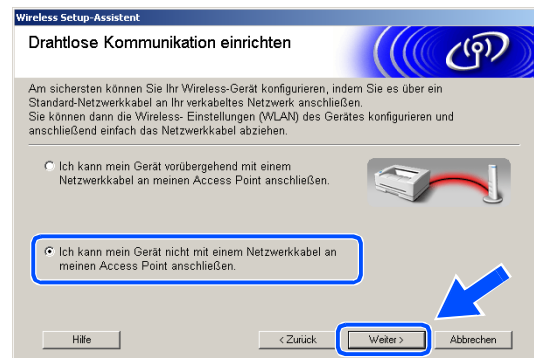 Wireless Setup-Assistent
Drahtlose Kommunikation einrichten
Am sichersten können Sie Ihr Wireless-Gerät konfigurieren, indem Sie es über ein
Standard-Netzwerkkabel an Ihr verkabeltes Netzwerk anschließen.
Sie können dann die Wireless- Einstellungen (WLAN) des Gerätes konfigurieren und
anschließend einfach das Netzwerkkabel abziehen.
Ich kann mein Gerät vorübergehend mit einem
Netzwerkkabel an meinen Access Point anschließen.
Ich kann mein Gerät nicht mit einem Netzwerkkabel an
meinen Access Point anschließen.
Hilfe
< Zurück
Weiter >
Abbrechen